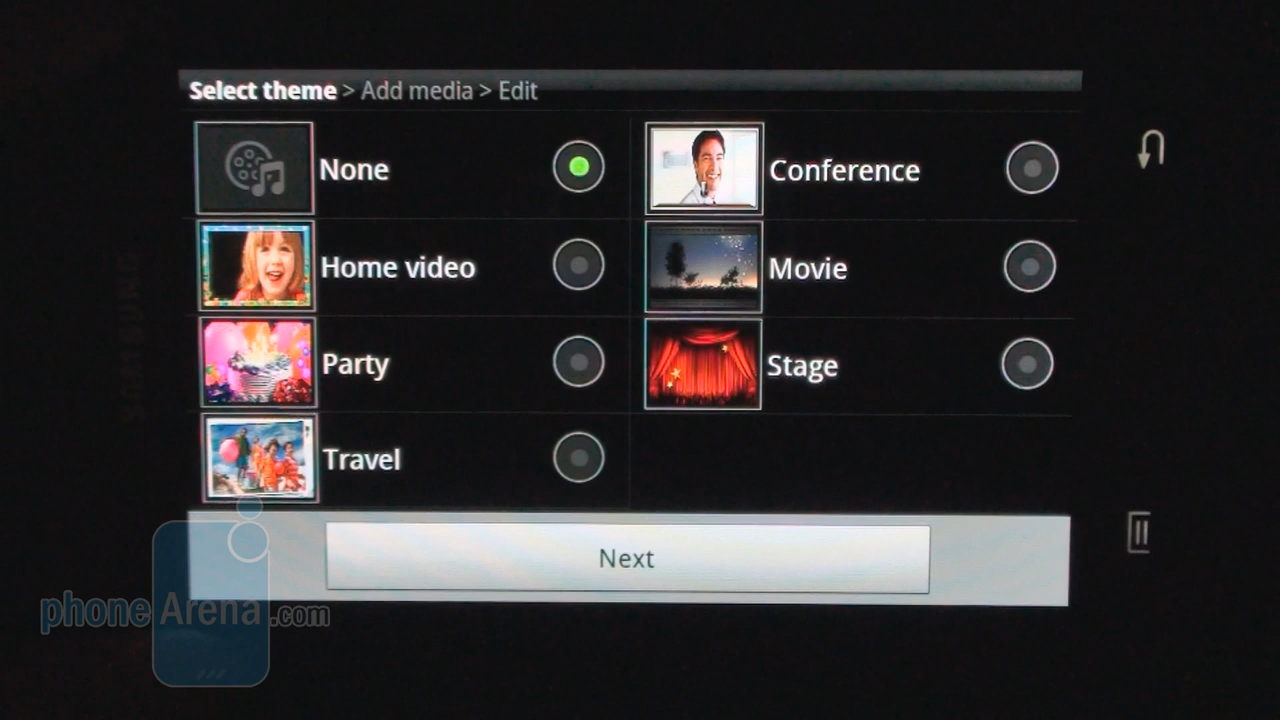 Select theme > Add media > Edit
None
Conference
Home video
Movie
Party
Stage
Travel
Next
phoneArena.com